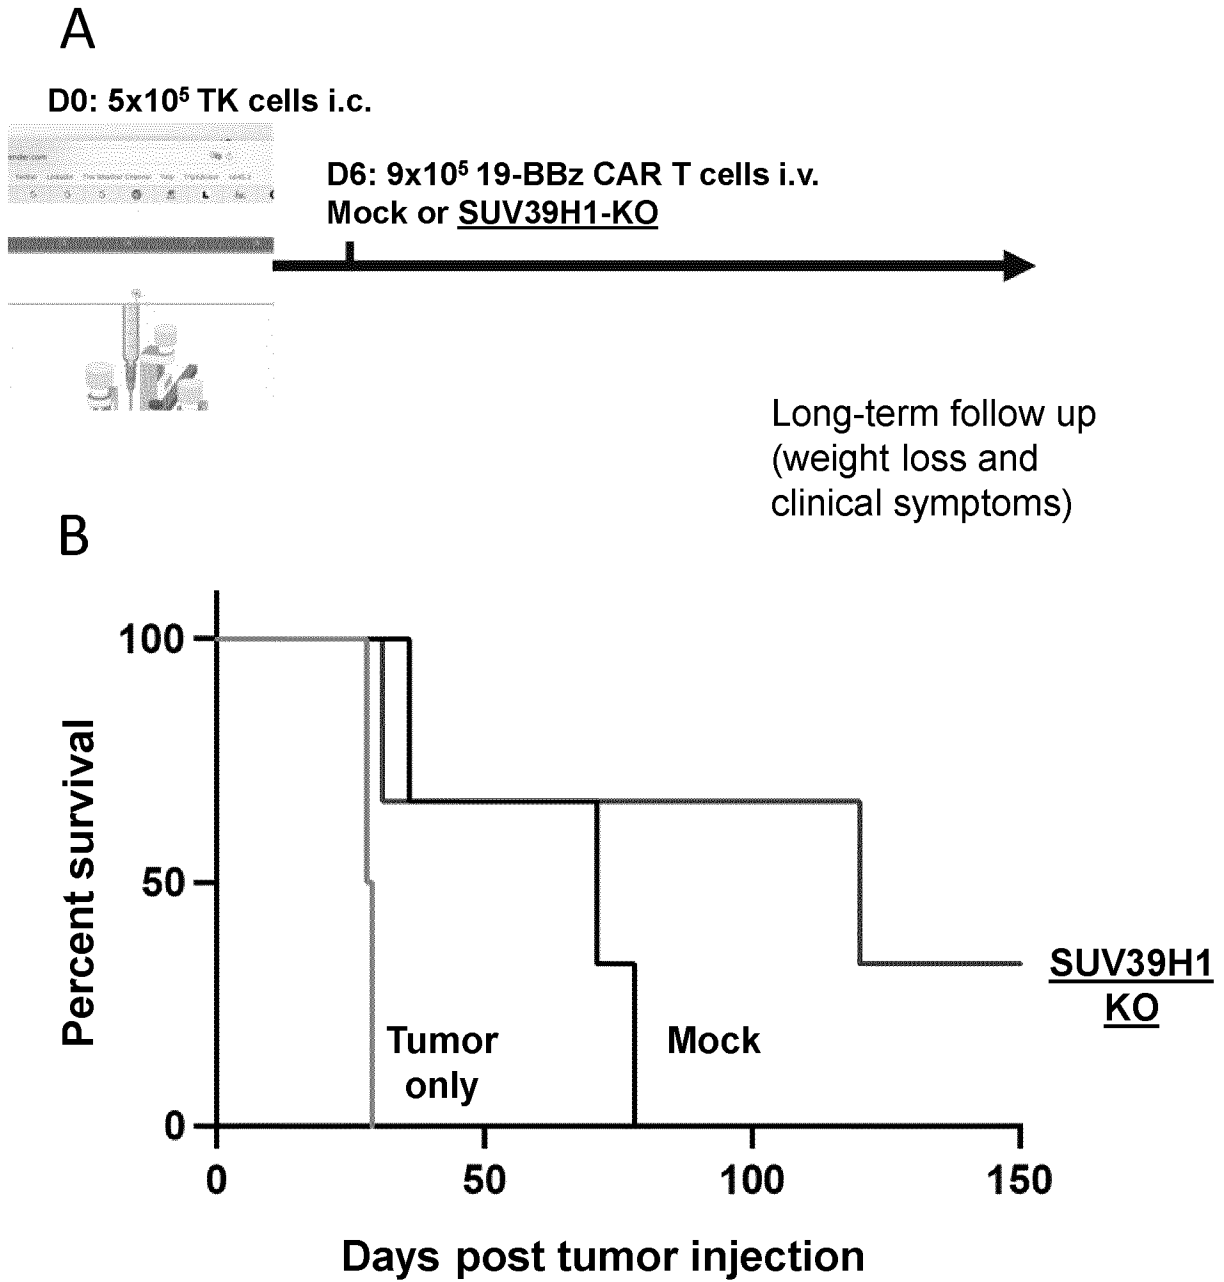 A
D0: 5x10⁵ TK cells i.c.
D6: 9x10⁵ 19-BBz CAR T cells i.v.
Mock or SUV39H1-KO
Long-term follow up
(weight loss and
clinical symptoms)
B
100
50
0
Percent survival
Tumor
only
Mock
SUV39H1
KO
0
50
100
150
Days post tumor injection